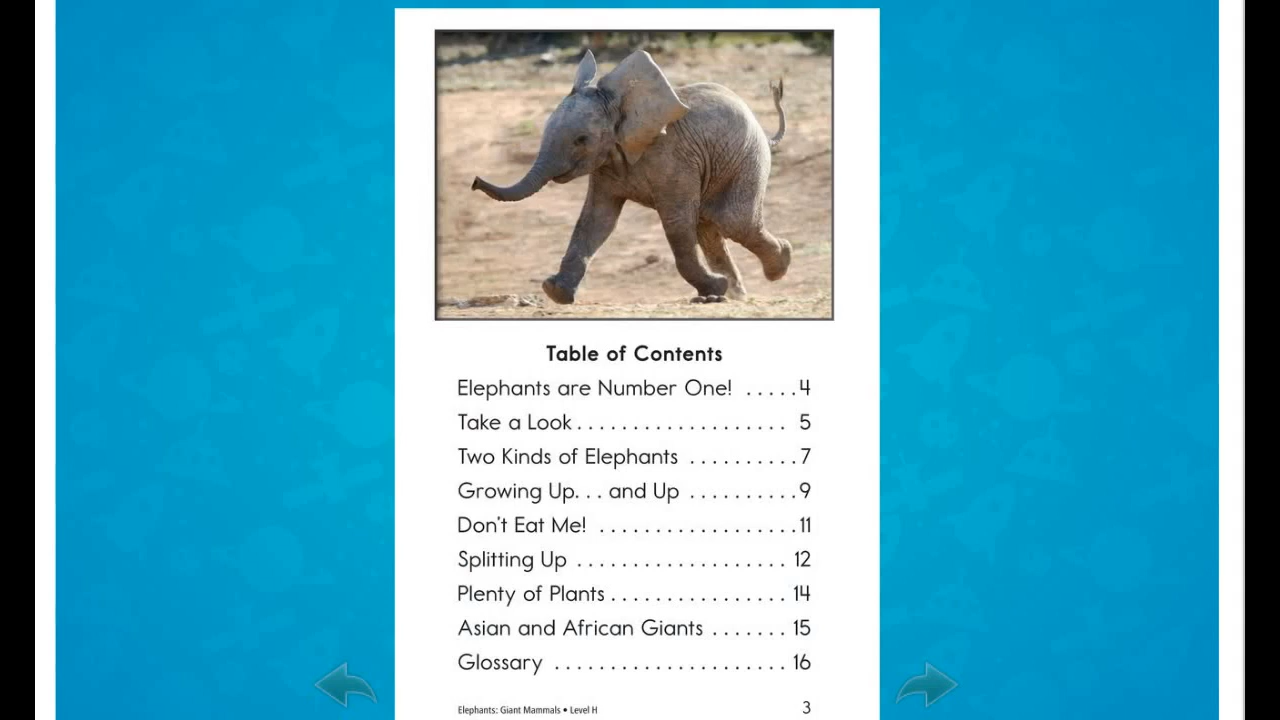 Table of Contents
Elephants are Number One! .....4
Take a Look................... 5
Two Kinds of Elephants ..........7
Growing Up. . . and Up ..........9
Don't Eat Me! ..................11
Splitting Up ................... 12
Plenty of Plants................ 14
Asian and African Giants ....... 15
Glossary ..................... 16
Elephants: Giant Mammals • Level H
3